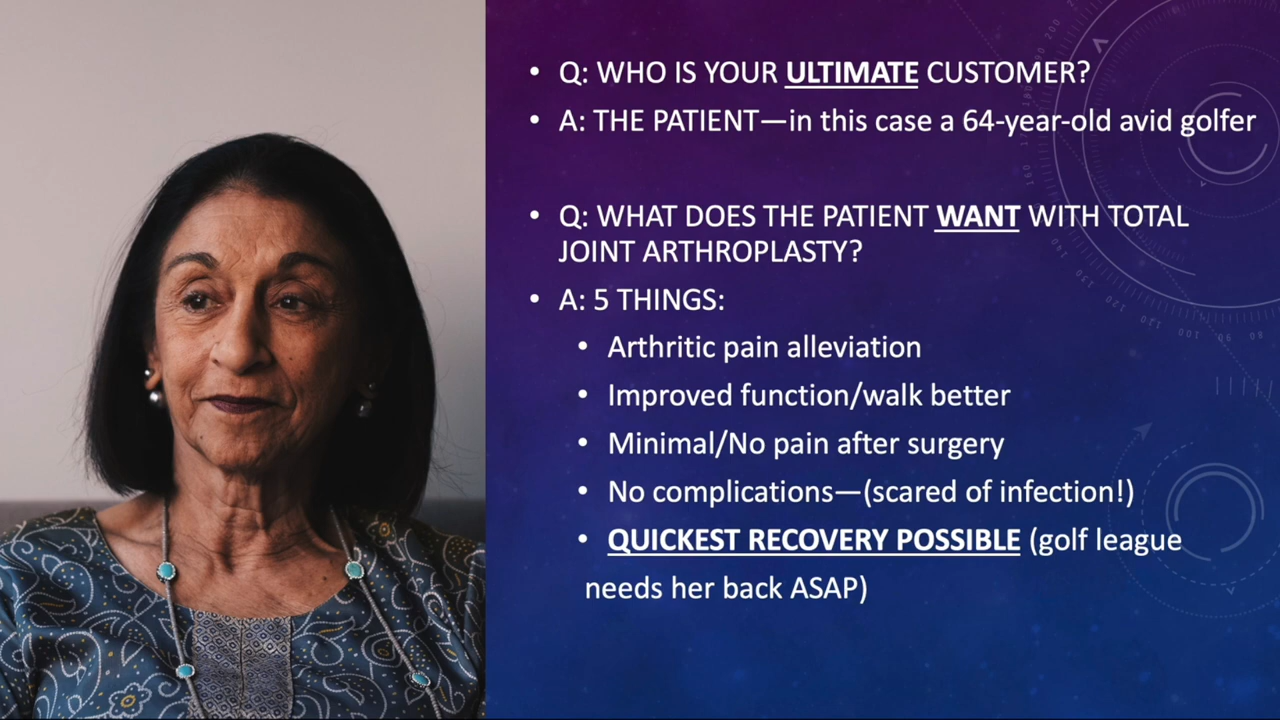 • Q: WHO IS YOUR ULTIMATE CUSTOMER?
• A: THE PATIENT—in this case a 64-year-old avid golfer
• Q: WHAT DOES THE PATIENT WANT WITH TOTAL
JOINT ARTHROPLASTY?
• A: 5 THINGS:
• Arthritic pain alleviation
• Improved function/walk better
• Minimal/No pain after surgery
• No complications—(scared of infection!)
• QUICKEST RECOVERY POSSIBLE (golf league
needs her back ASAP)